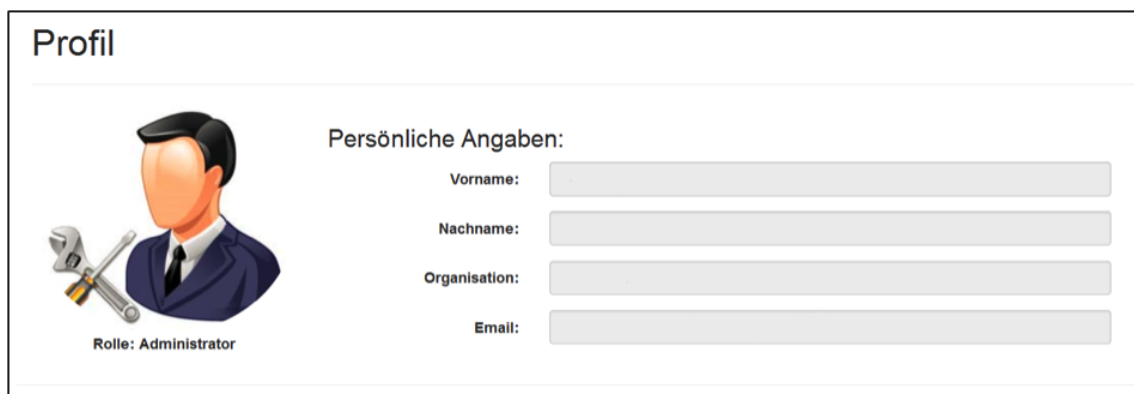 Profil
Persönliche Angaben:
Vorname:
Nachname:
Organisation:
Email:
Rolle: Administrator